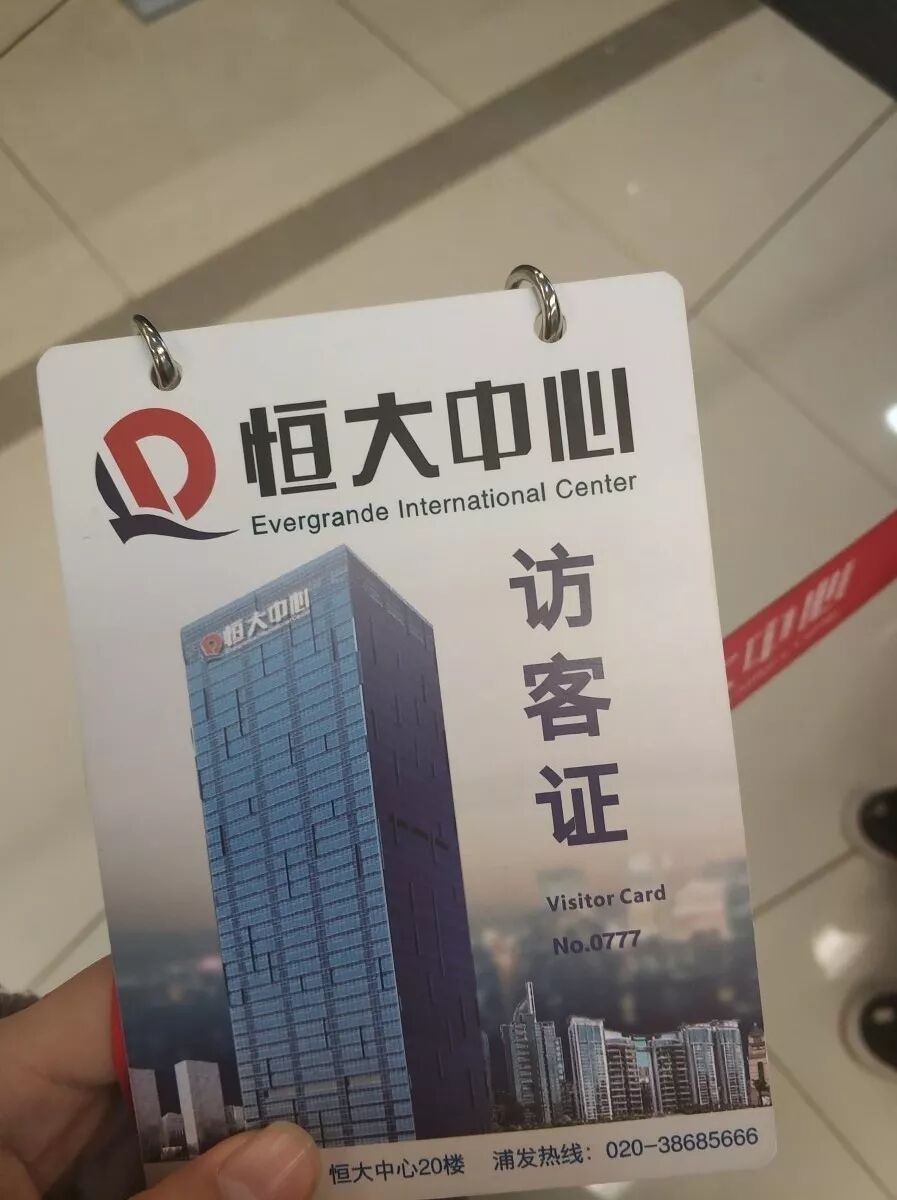 恒大中心
Evergrande International Center
恒大中心
访客证
Visitor Card
No.0777
恒大中心20楼 浦发热线：020-38685666